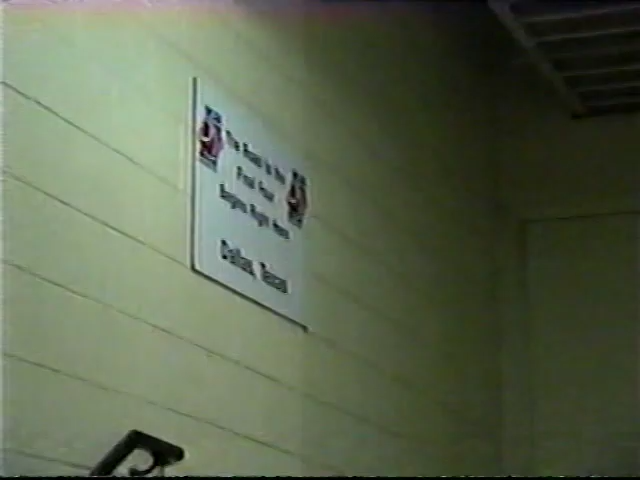 The Road to the
Final Four
Begins Right Here
Dallas, Texas